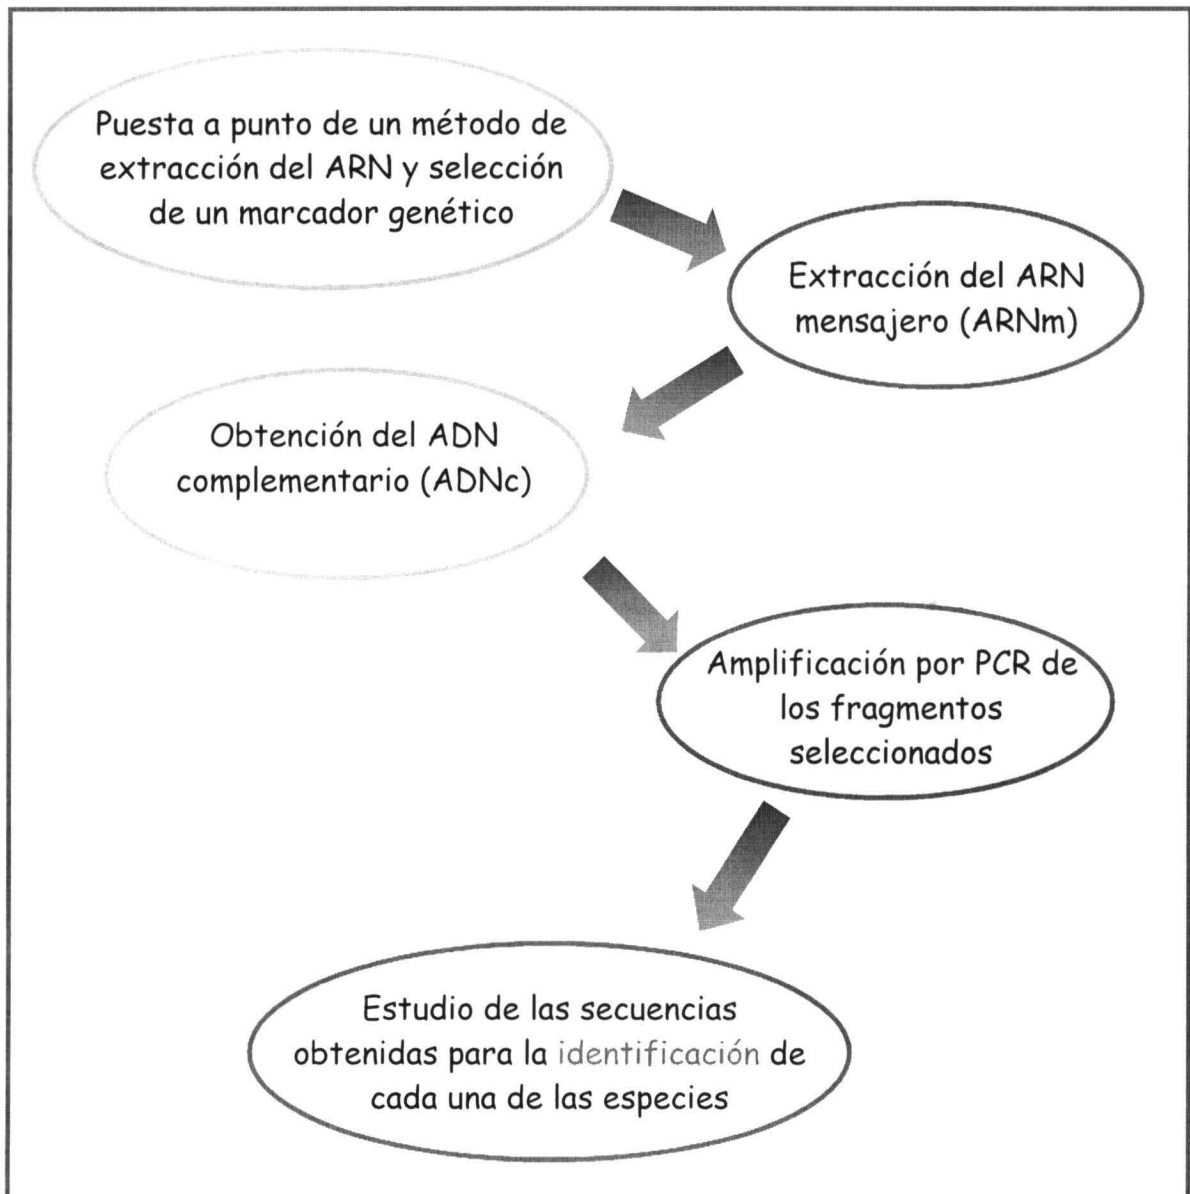 Puesta a punto de un método de
extracción del ARN y selección
de un marcador genético
Extracción del ARN
mensajero (ARNm)
Obtención del ADN
complementario (ADNc)
Amplificación por PCR de
los fragmentos
seleccionados
Estudio de las secuencias
obtenidas para la identificación de
cada una de las especies